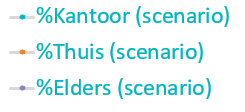 %Kantoor (scenario)
%Thuis (scenario)
%Elders (scenario)